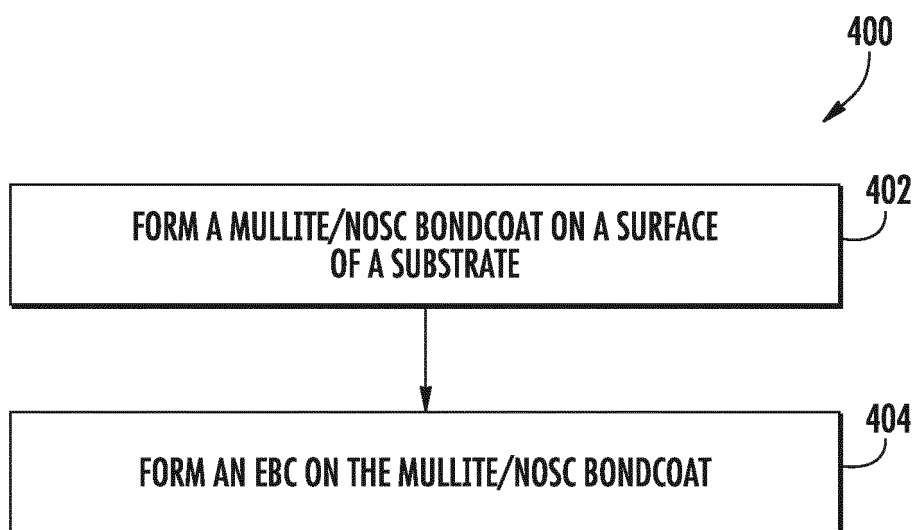 400
402
FORM A MULLITE/NOSC BONDCOAT ON A SURFACE
OF A SUBSTRATE
404
FORM AN EBC ON THE MULLITE/NOSC BONDCOAT